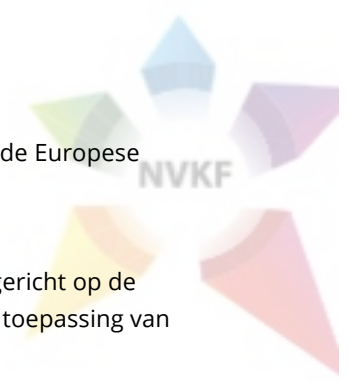 de Europese
NVKF
gericht op de
toepassing van